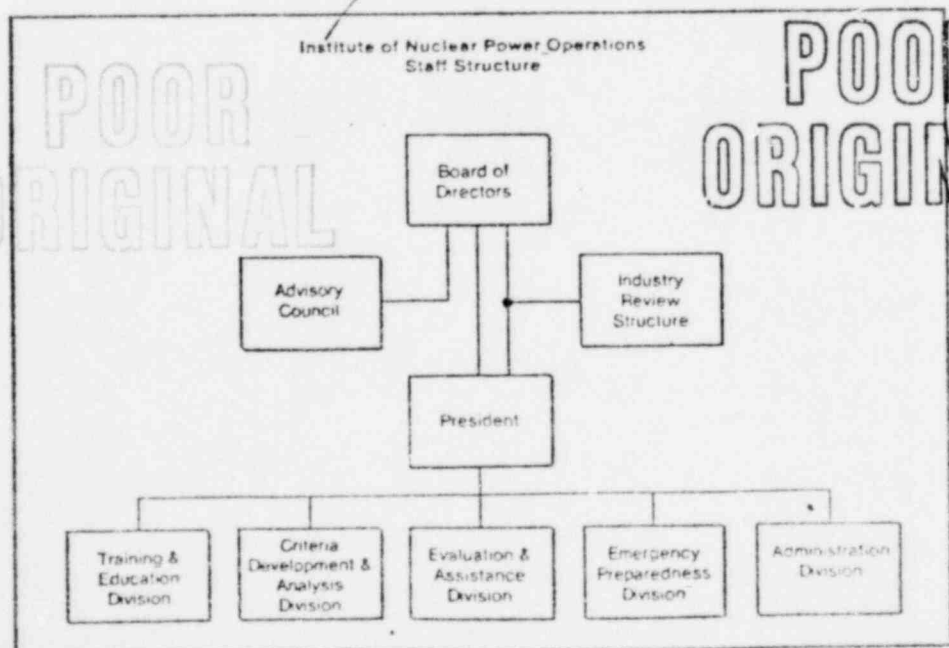 Institute of Nuclear Power Operations
Staff Structure
POOR
ORIGINAL
POO
ORIGIN
Board of
Directors
Advisory
Council
Industry
Review
Structure
President
Training &
Education
Division
Criteria
Development &
Analysis
Division
Evaluation &
Assistance
Division
Emergency
Preparedness
Division
Administration
Division